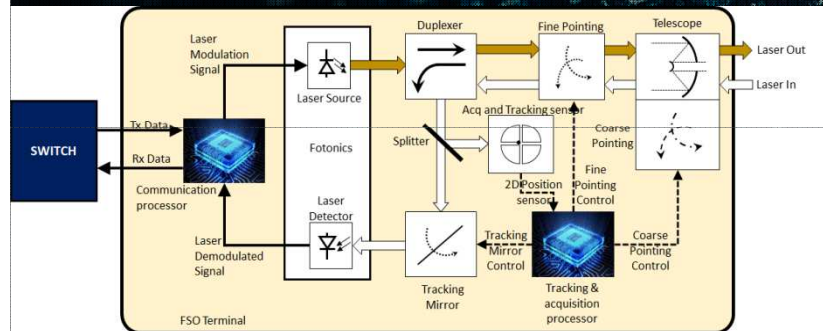 Laser
Modulation
Signal
Duplexer
Fine Pointing
Telescope
Laser Out
Laser Source
Laser In
Acq and Tracking sensor
Tx Data
Splitter
Coarse
Pointing
SWITCH
Fotonics
Rx Data
2D Position
sensor
Fine
Pointing
Control
Communication
processor
Laser
Detector
Laser
Demodulated
Signal
Tracking
Mirror
Control
Coarse
Pointing
Control
Tracking
Mirror
Tracking &
acquisition
processor
FSO Terminal